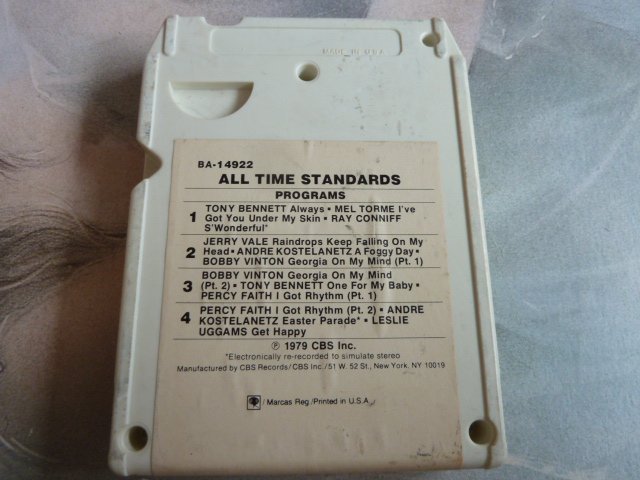 MADE IN U.S.A.
BA-14922
ALL TIME STANDARDS
PROGRAMS
1 TONY BENNETT Always • MEL TORME I've
Got You Under My Skin • RAY CONNIFF
S'Wonderful*
2 JERRY VALE Raindrops Keep Falling On My
Head • ANDRE KOSTELANETZ A Foggy Day •
BOBBY VINTON Georgia On My Mind (Pt. 1)
3 BOBBY VINTON Georgia On My Mind
(Pt. 2) • TONY BENNETT One For My Baby •
PERCY FAITH I Got Rhythm (Pt. 1)
4 PERCY FAITH I Got Rhythm (Pt. 2) • ANDRE
KOSTELANETZ Easter Parade* • LESLIE
UGGAMS Get Happy
℗ 1979 CBS Inc.
*Electronically re-recorded to simulate stereo
Manufactured by CBS Records/CBS Inc./51 W. 52 St., New York, NY 10019
/Marcas Reg./Printed in U.S.A.